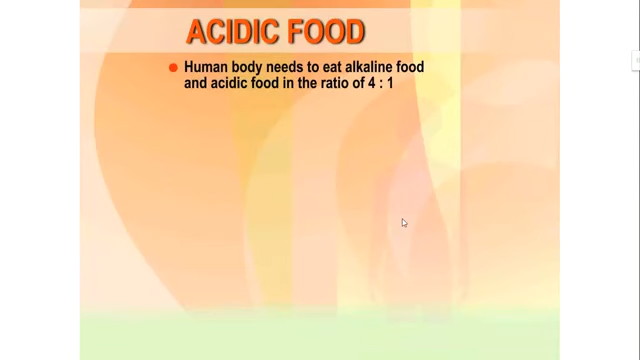 ACIDIC FOOD
Human body needs to eat alkaline food
and acidic food in the ratio of 4 : 1